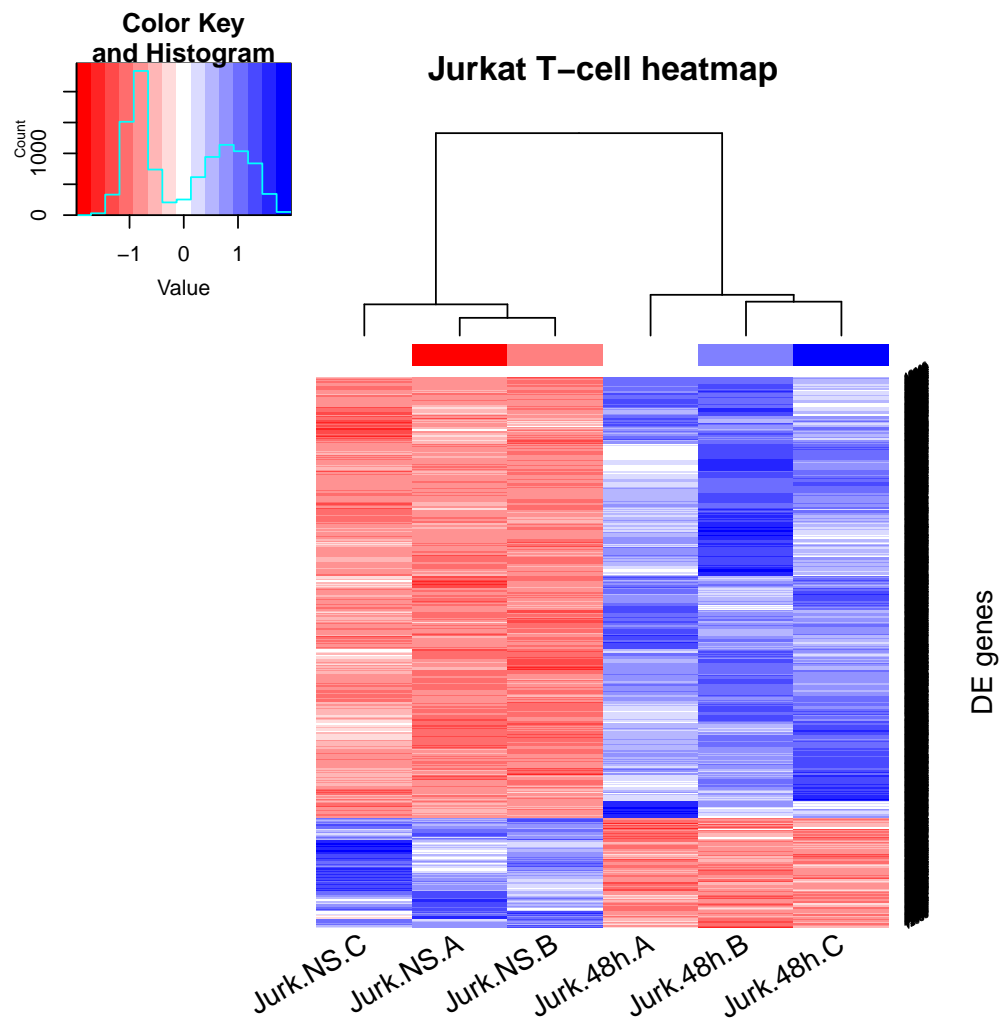 Color Key
and Histogram
Jurkat T−cell heatmap
Count
0
1000
−1
0
1
Value
DE genes
Jurk.NS.C
Jurk.NS.A
Jurk.NS.B
Jurk.48h.A
Jurk.48h.B
Jurk.48h.C